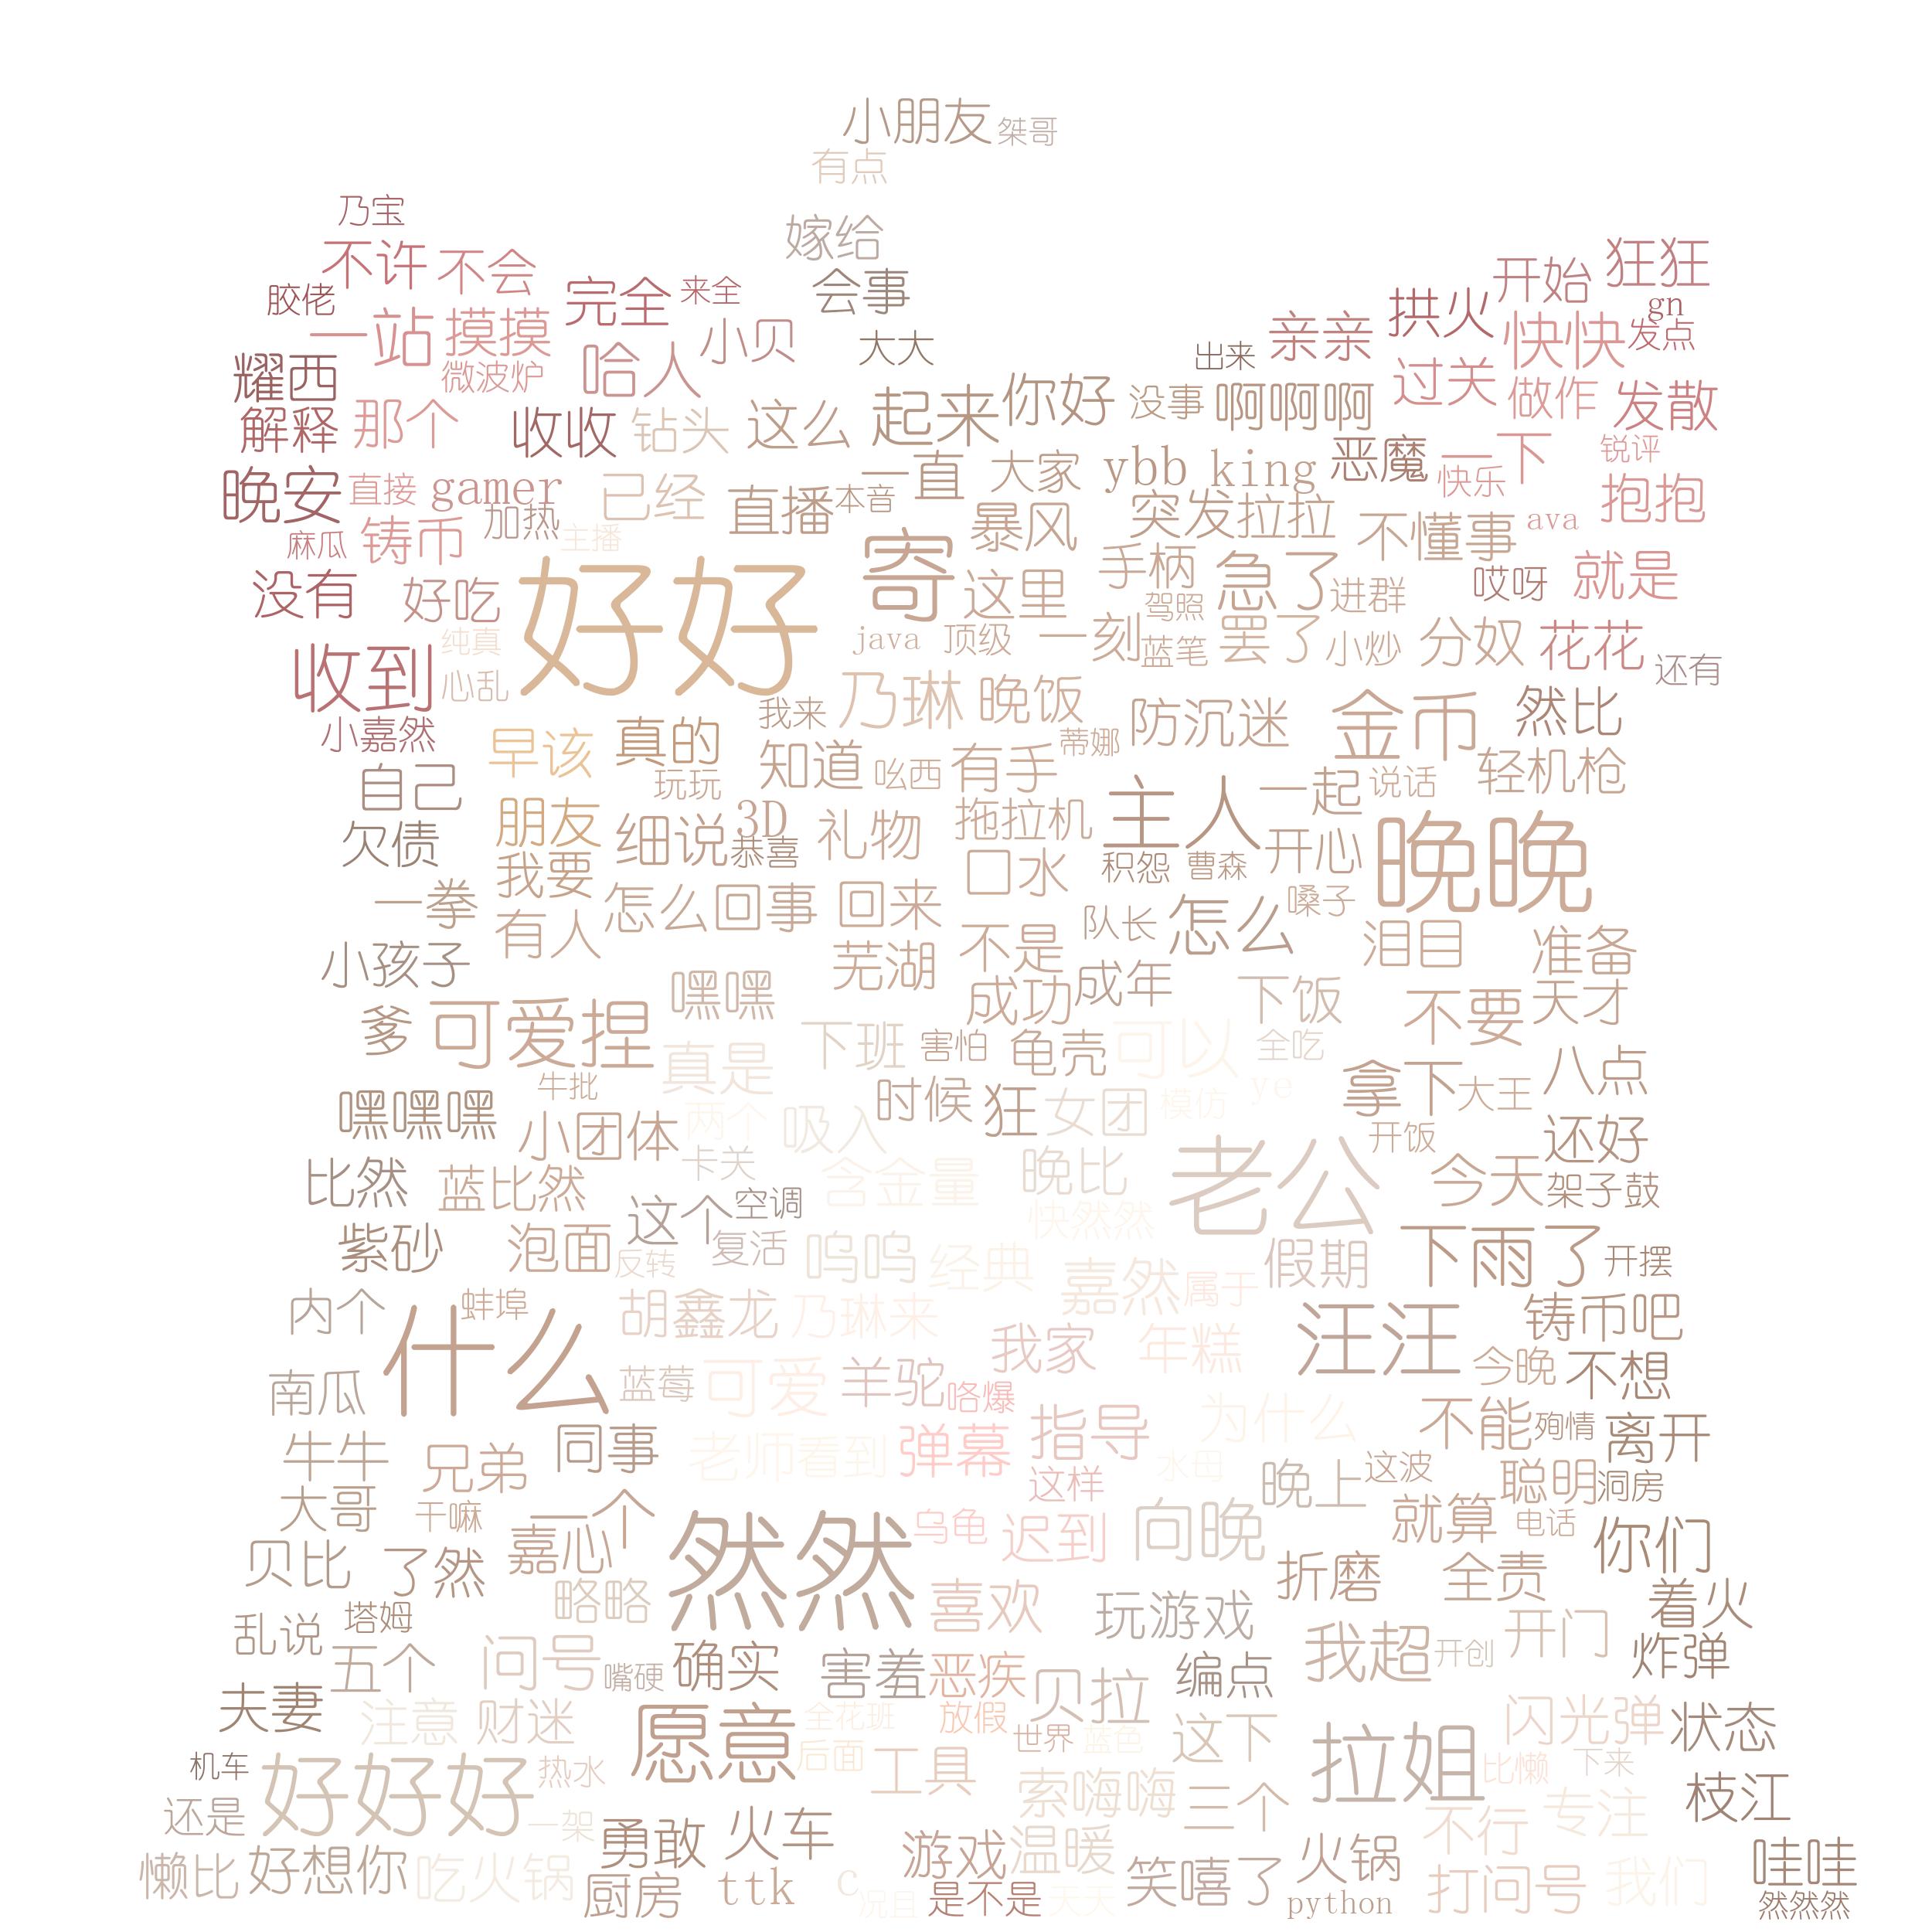 小朋友 桀哥
有点
乃宝
嫁给
不许 不会
会事
完全 来全
开始 狂狂
胶佬
拱火 gn
一站 摸摸
小贝
亲亲 快快 发点
大大
哈人
出来
耀西 微波炉
过关 做作 发散
解释 那个
收收 钻头 这么 起来 你好 没事 啊啊啊
一下 锐评
晚安 直接 gamer 已经 直播 本音 一直 大家 ybb king 恶魔 快乐
抱抱
麻瓜 铸币 加热 主播
暴风 突发拉拉 不懂事 ava
没有 好吃 好好 寄 这里 手柄 急了 进群 哎呀 就是
驾照
收到 纯真 java 顶级 一刻 蓝笔 罢了 小炒 分奴 花花 还有
心乱
小嘉然 早该 真的 我来 乃琳 晚饭 防沉迷 金币 然比
知道 吆西 有手 蒂娜
自己 玩玩 主人 一起 说话 轻机枪
欠债 朋友 细说 3D 恭喜 礼物 拖拉机
我要 口水 积怨 曹森 开心 晚晚
一拳 有人 怎么回事 回来 队长 怎么 嗓子
小孩子 芜湖 不是 泪目 准备
嘿嘿 成功 成年 下饭 天才
爹 可爱捏 真是 下班 害怕 龟壳 可以 全吃 不要
八点
牛批 时候 狂 女团 模仿 ye 拿下 大王
嘿嘿嘿 小团体 两个 吸入 开饭 还好
比然 蓝比然 卡关 含金量 晚比 老公 今天 架子鼓
紫砂 泡面 这个 空调 复活 快然然
反转 呜呜 经典 嘉然 属于 假期 下雨了 开摆
内个 什么 蚌埠 胡鑫龙 乃琳来 我家 年糕 汪汪 铸币吧
南瓜 蓝莓 可爱 羊驼 咯爆 今晚 不想
牛牛 兄弟 同事 老师看到 弹幕 指导 为什么 不能 殉情 离开
大哥 干嘛 一个 这样 水母 晚上 这波 聪明 洞房
贝比 了然 嘉心 然然 乌龟 迟到 向晚 就算 电话 你们
乱说 塔姆 略略 喜欢 玩游戏 折磨 全责 着火
五个 问号 嘴硬 确实 害羞 恶疾 贝拉 编点 我超 开创 开门 炸弹
夫妻 注意 财迷 愿意 全花班 放假 世界 蓝色 这下 拉姐 闪光弹 状态
机车 好好好 热水 后面 工具 索嗨嗨 三个 比懒 下来 枝江
还是 一架 勇敢 火车 游戏 温暖 不行 专注
懒比 好想你 吃火锅 厨房 ttk c 况且 是不是 天天 笑嘻了 火锅 python 打问号 我们 哇哇
然然然